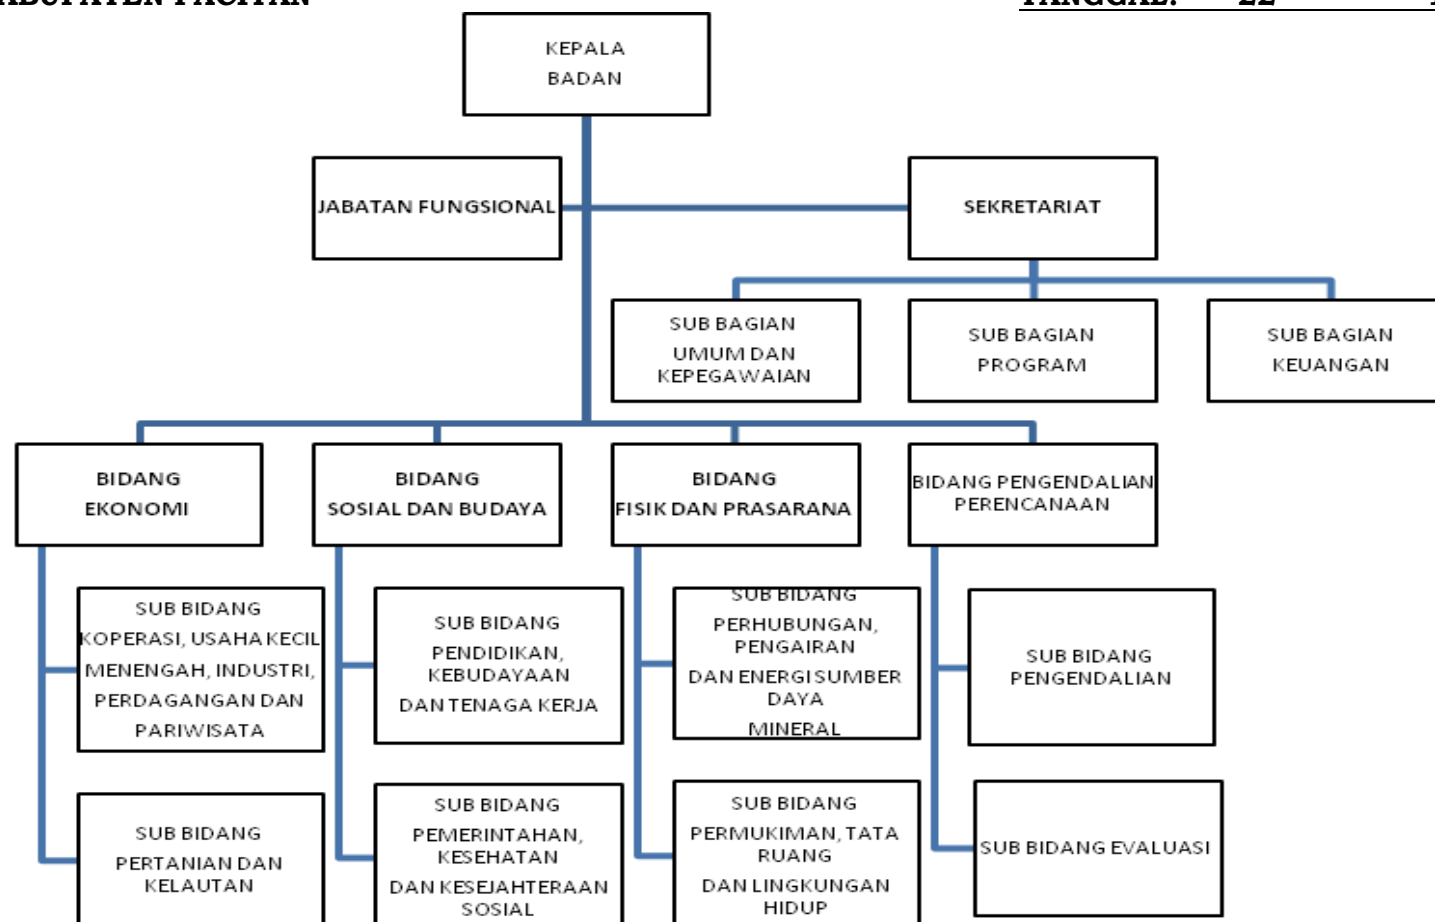 KABUPATEN PACITAN
TANGGAL: 22
KEPALA
BADAN
JABATAN FUNGSIONAL
SEKRETARIAT
SUB BAGIAN
UMUM DAN
KEPEGAWAIAN
SUB BAGIAN
PROGRAM
SUB BAGIAN
KEUANGAN
BIDANG
EKONOMI
BIDANG
SOSIAL DAN BUDAYA
BIDANG
FISIK DAN PRASARANA
BIDANG PENGENDALIAN
PERENCANAAN
SUB BIDANG
KOPERASI, USAHA KECIL
MENENGAH, INDUSTRI,
PERDAGANGAN DAN
PARIWISATA
SUB BIDANG
PENDIDIKAN,
KEBUDAYAAN
DAN TENAGA KERJA
SUB BIDANG
PERHUBUNGAN,
PENGAIRAN
DAN ENERGI SUMBER
DAYA
MINERAL
SUB BIDANG
PENGENDALIAN
SUB BIDANG
PERTANIAN DAN
KELAUTAN
SUB BIDANG
PEMERINTAHAN,
KESEHATAN
DAN KESEJAHTERAAN
SOSIAL
SUB BIDANG
PERMUKIMAN, TATA
RUANG
DAN LINGKUNGAN
HIDUP
SUB BIDANG EVALUASI